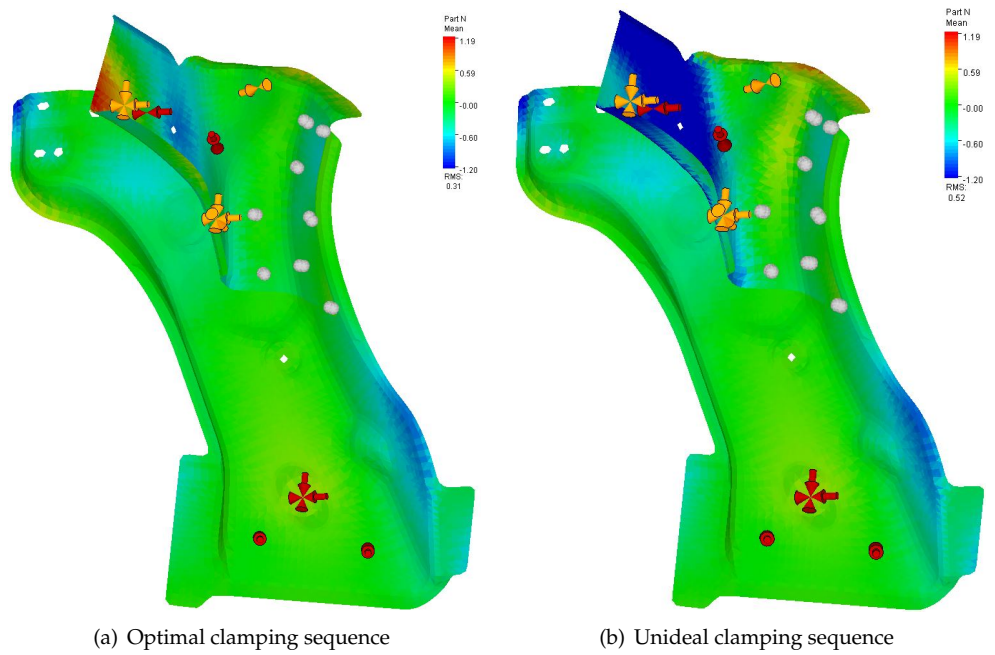 Part N
Mean
1.19
0.59
-0.00
-0.60
-1.20
RMS:
0.31
Part N
Mean
1.19
0.59
-0.00
-0.60
-1.20
RMS:
0.52
(a) Optimal clamping sequence
(b) Unideal clamping sequence